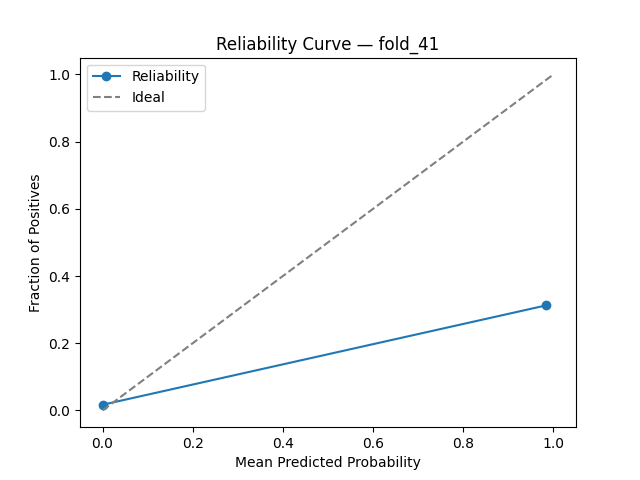 Reliability Curve — fold_41
Reliability
Ideal
Fraction of Positives
1.0
0.8
0.6
0.4
0.2
0.0
0.0 0.2 0.4 0.6 0.8 1.0
Mean Predicted Probability